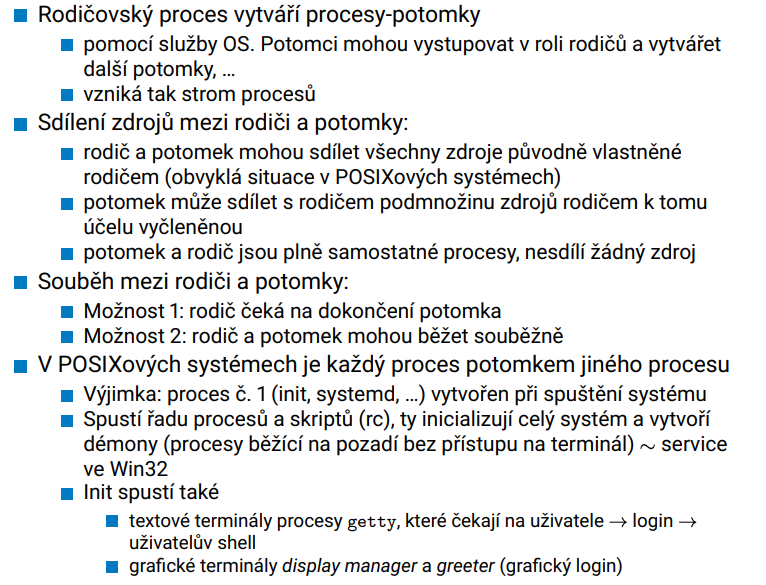 Rodičovský proces vytváří procesy-potomky
pomocí služby OS. Potomci mohou vystupovat v roli rodičů a vytvářet
další potomky, …
vzniká tak strom procesů
Sdílení zdrojů mezi rodiči a potomky:
rodič a potomek mohou sdílet všechny zdroje původně vlastněné
rodičem (obvyklá situace v POSIXových systémech)
potomek může sdílet s rodičem podmnožinu zdrojů rodičem k tomu
účelu vyčleněnou
potomek a rodič jsou plně samostatné procesy, nesdílí žádný zdroj
Souběh mezi rodiči a potomky:
Možnost 1: rodič čeká na dokončení potomka
Možnost 2: rodič a potomek mohou běžet souběžně
V POSIXových systémech je každý proces potomkem jiného procesu
Výjimka: proces č. 1 (init, systemd, …) vytvořen při spuštění systému
Spustí řadu procesů a skriptů (rc), ty inicializují celý systém a vytvoří
démony (procesy běžící na pozadí bez přístupu na terminál) ∼ service
ve Win32
Init spustí také
textové terminály procesy getty, které čekají na uživatele → login →
uživatelův shell
grafické terminály display manager a greeter (grafický login)